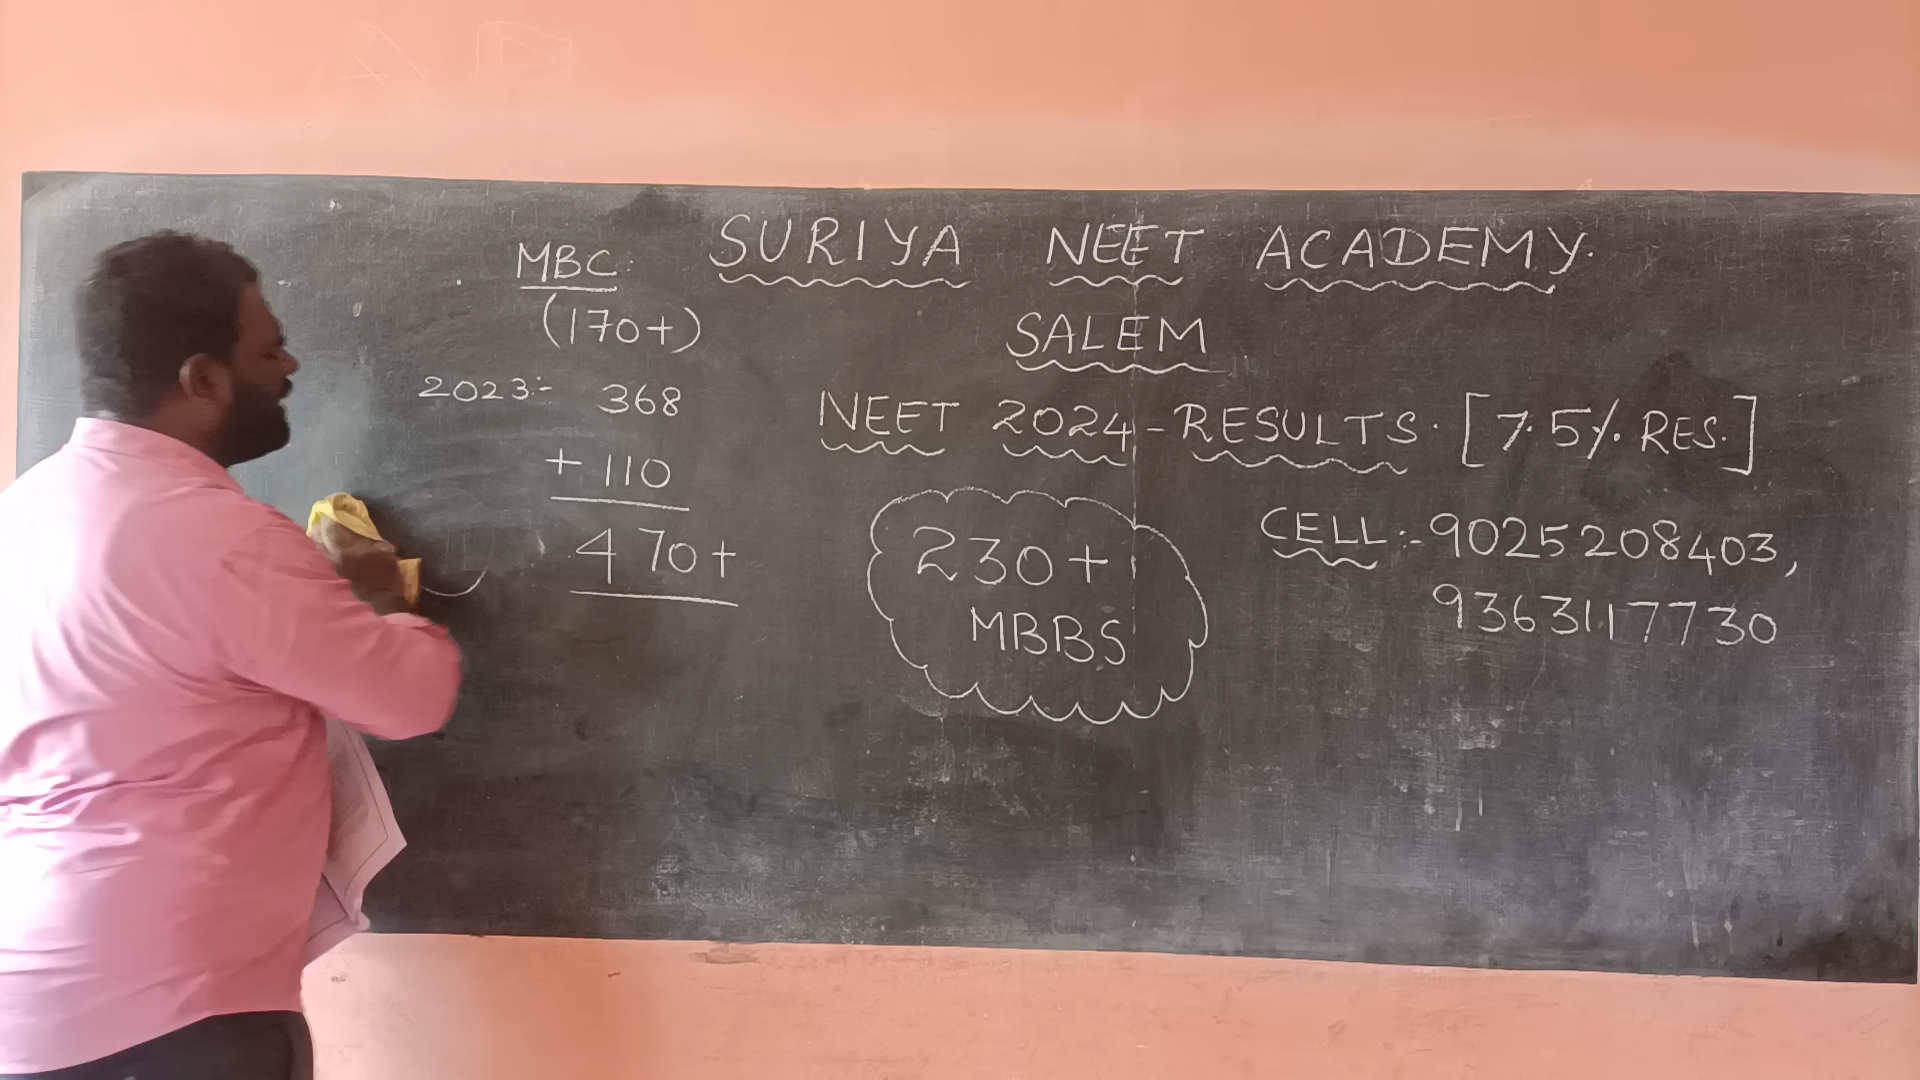 SURIYA NEET ACADEMY.
SALEM
NEET 2024 - RESULTS. [7.5% RES.]
MBC:
(170+)
2023:- 368
+ 110
470+
230+
MBBS
CELL:- 9025208403,
9363117730